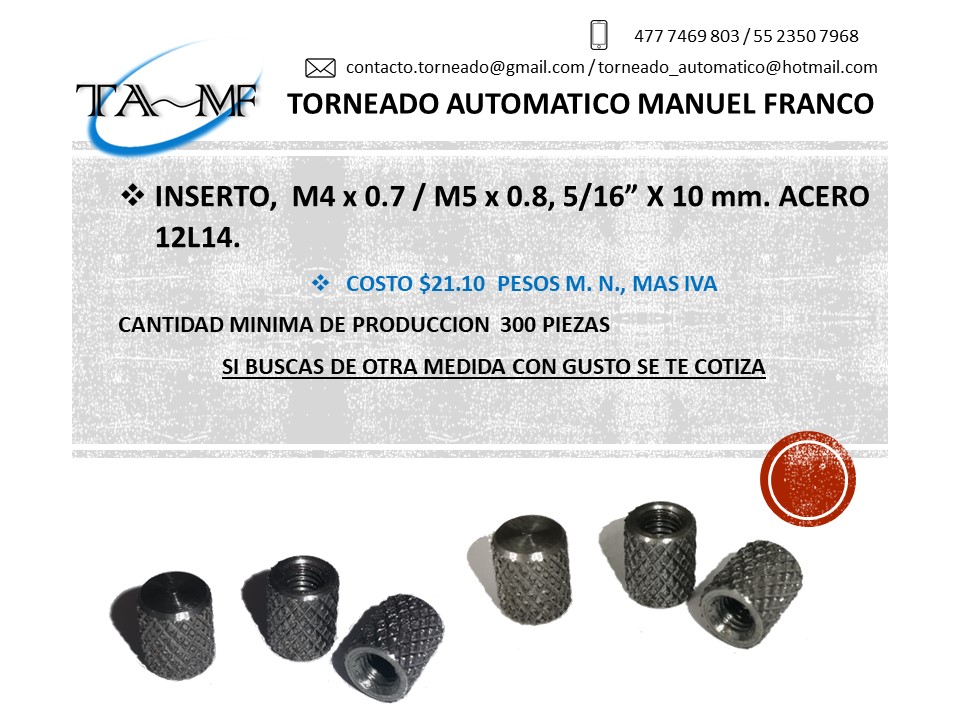 477 7469 803 / 55 2350 7968
contacto.torneado@gmail.com / torneado_automatico@hotmail.com
TA~MF
TORNEADO AUTOMATICO MANUEL FRANCO
❖ INSERTO, M4 x 0.7 / M5 x 0.8, 5/16” X 10 mm. ACERO
12L14.
❖ COSTO $21.10 PESOS M. N., MAS IVA
CANTIDAD MINIMA DE PRODUCCION 300 PIEZAS
SI BUSCAS DE OTRA MEDIDA CON GUSTO SE TE COTIZA